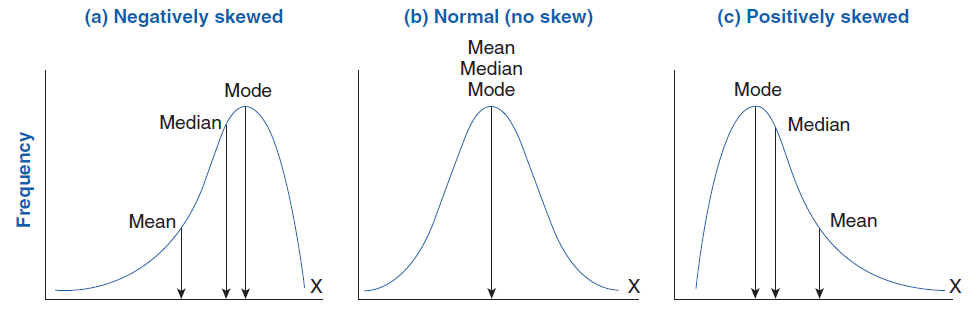 (a) Negatively skewed
Frequency
Mean
Median
Mode
X
(b) Normal (no skew)
Mean
Median
Mode
X
(c) Positively skewed
Mode
Median
Mean
X